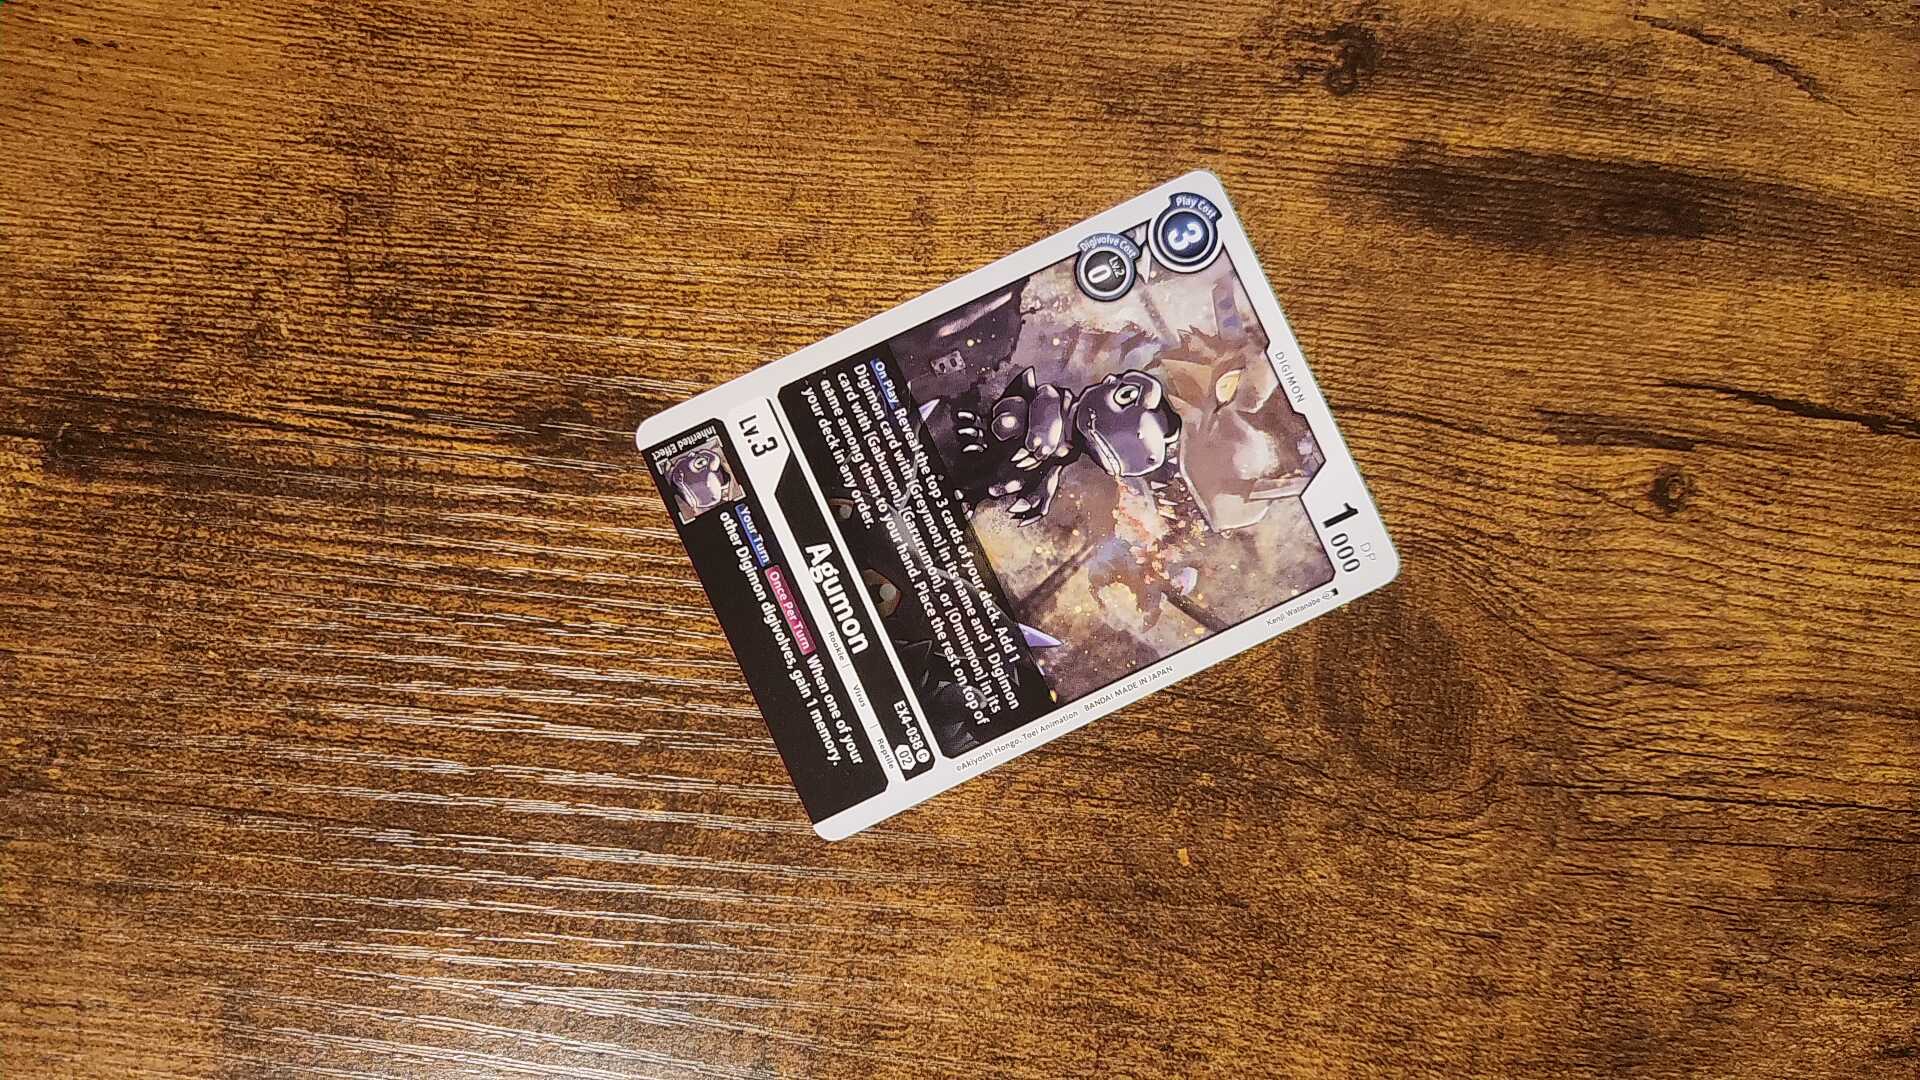 Play Cost
3
Digivolve Cost
Lv.2
0
DIGIMON
DP
1000
Kenji Watanabe
On Play Reveal the top 3 cards of your deck. Add 1
Digimon card with [Greymon] in its name and 1 Digimon
card with [Gabumon], [Garurumon], or [Omnimon] in its
name among them to your hand. Place the rest on top of
your deck in any order.
©Akiyoshi Hongo, Toei Animation BANDAI MADE IN JAPAN
Lv.3
Agumon
EX4-038 C
02
Rookie | Virus | Reptile
Inherited Effect
Your Turn Once Per Turn When one of your
other Digimon digivolves, gain 1 memory.